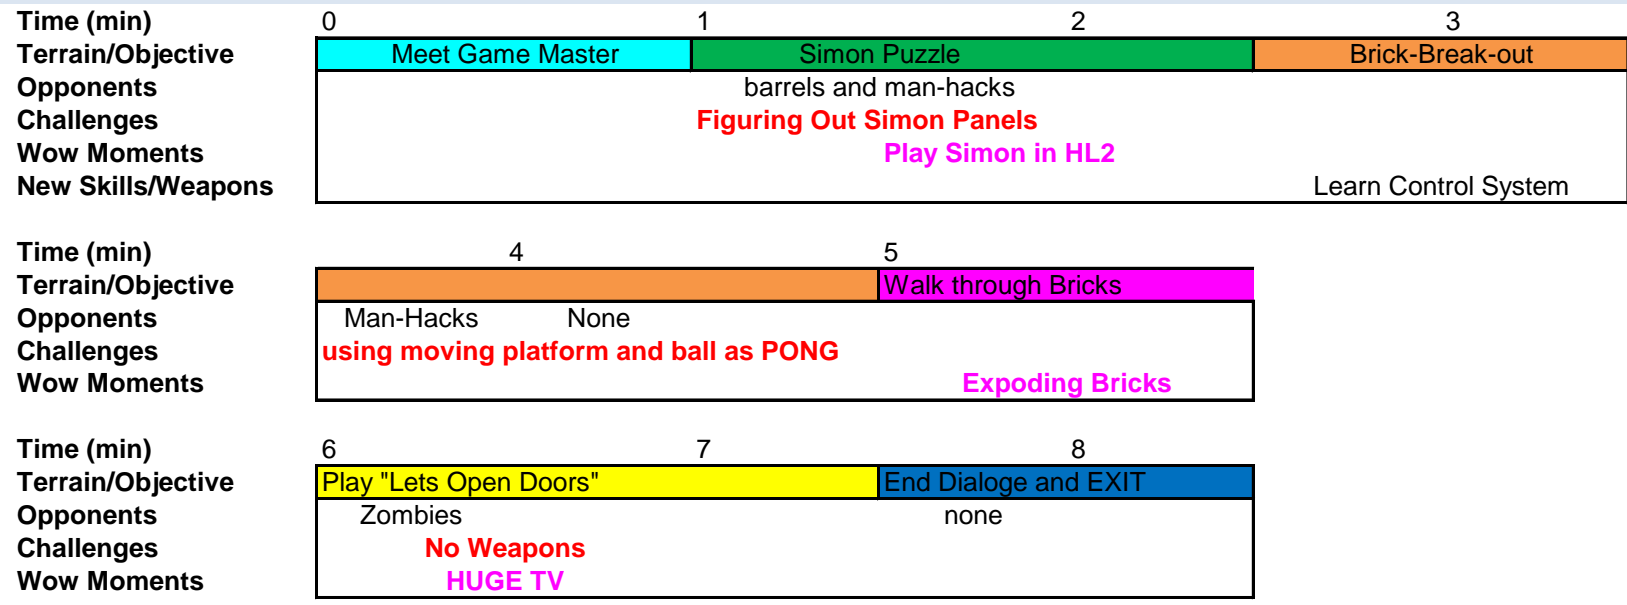 Time (min) 0 1 2 3
Terrain/Objective Meet Game Master Simon Puzzle Brick-Break-out
Opponents barrels and man-hacks
Challenges Figuring Out Simon Panels
Wow Moments Play Simon in HL2
New Skills/Weapons Learn Control System
Time (min) 4 5
Terrain/Objective Walk through Bricks
Opponents Man-Hacks None
Challenges using moving platform and ball as PONG
Wow Moments Expoding Bricks
Time (min) 6 7 8
Terrain/Objective Play "Lets Open Doors" End Dialoge and EXIT
Opponents Zombies none
Challenges No Weapons
Wow Moments HUGE TV